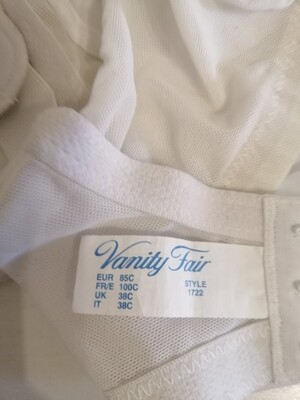 Vanity Fair
EUR 85C
FR/E 100C
UK 38C
IT 38C
STYLE
1722